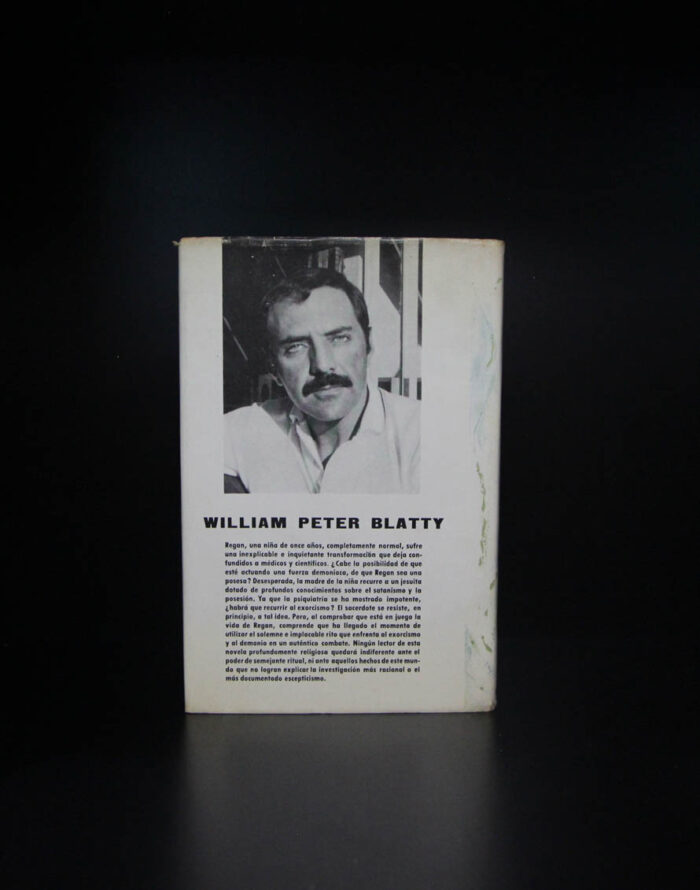 WILLIAM PETER BLATTY
Regan, una niña de once años, completamente normal, sufre
una inexplicable e inquietante transformación que deja con-
fundidos a médicos y científicos. ¿Cabe la posibilidad de que
esté actuando una fuerza demoníaca, de que Regan sea una
posesa? Desesperada, la madre de la niña recurre a un jesuita
dotado de profundos conocimientos sobre el satanismo y la
posesión. Ya que la psiquiatría se ha mostrado impotente,
¿habrá que recurrir al exorcismo? El sacerdote se resiste, en
principio, a tal idea. Pero, al comprobar que está en juego la
vida de Regan, comprende que ha llegado el momento de
utilizar el solemne e implacable rito que enfrenta al exorcismo
y al demonio en un auténtico combate. Ningún lector de esta
novela profundamente religiosa quedará indiferente ante el
poder de semejante ritual, ni ante aquellos hechos de este mun-
do que no logran explicar la investigación más racional o el
más documentado escepticismo.